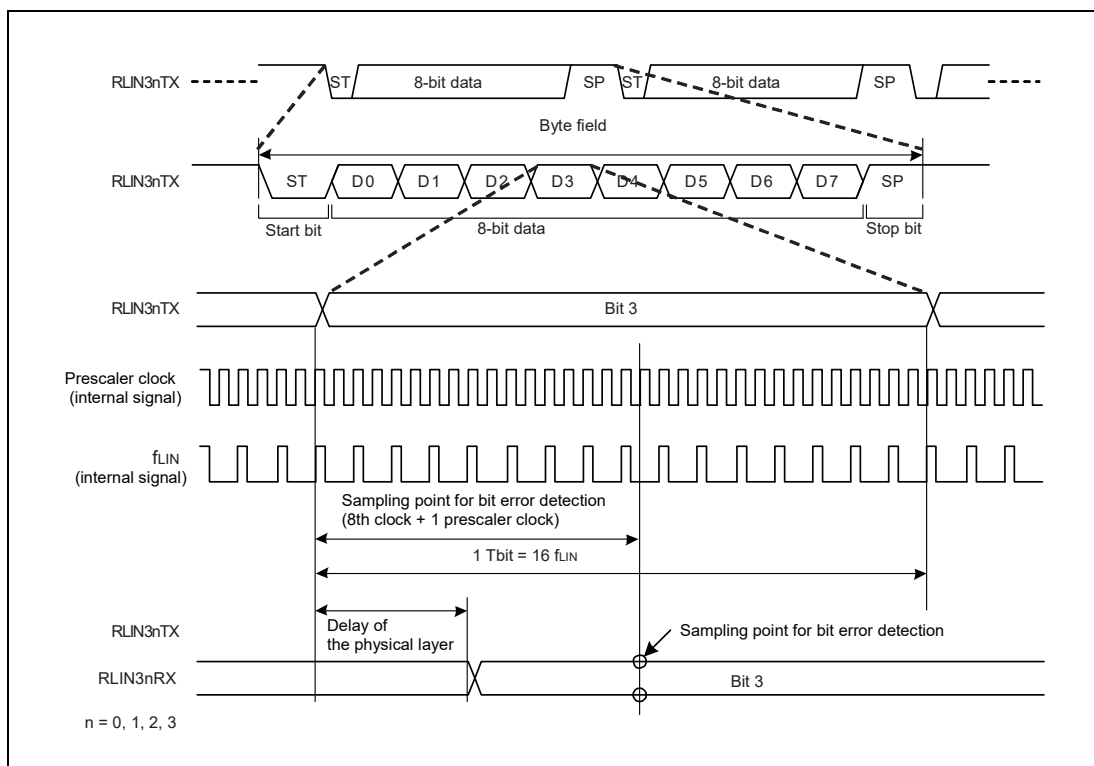 RLIN3nTX ST 8-bit data SP ST 8-bit data SP
Byte field
RLIN3nTX ST D0 D1 D2 D3 D4 D5 D6 D7 SP
Start bit 8-bit data Stop bit
RLIN3nTX Bit 3
Prescaler clock
(internal signal)
fLIN
(internal signal)
Sampling point for bit error detection
(8th clock + 1 prescaler clock)
1 Tbit = 16 fLIN
RLIN3nTX
Delay of
the physical layer
Sampling point for bit error detection
RLIN3nRX Bit 3
n = 0, 1, 2, 3